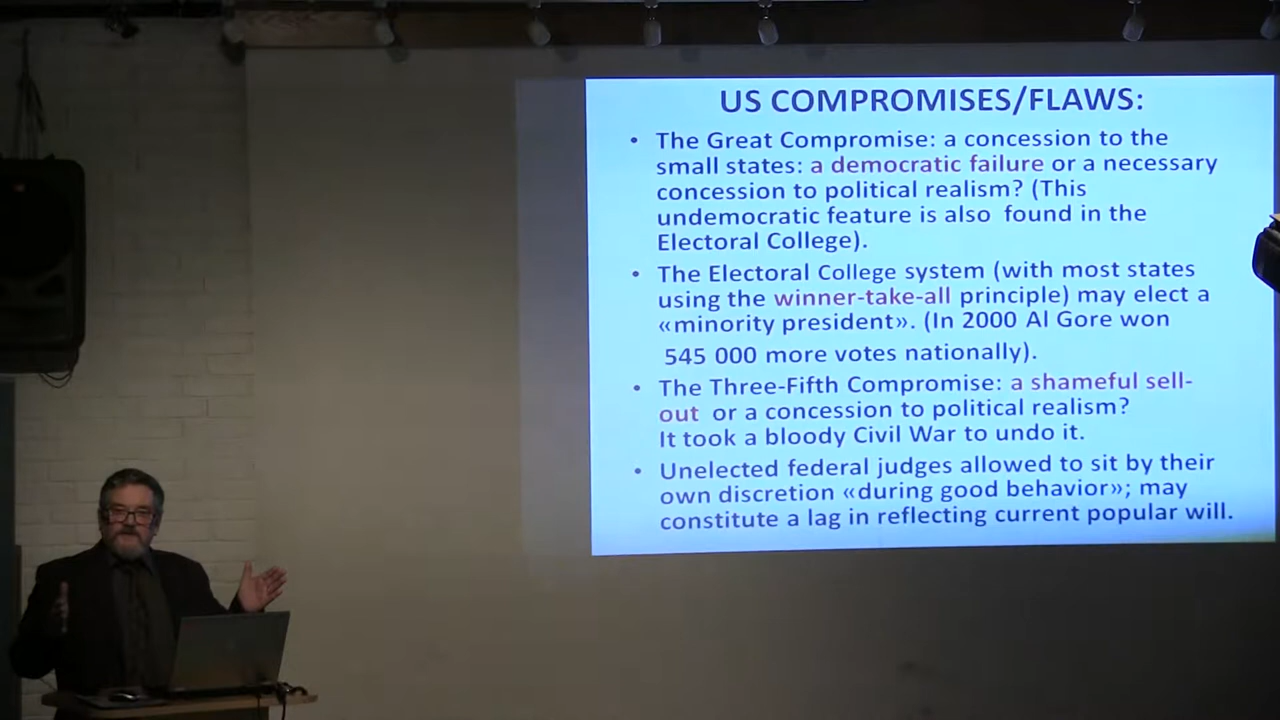 US COMPROMISES/FLAWS:
• The Great Compromise: a concession to the
small states: a democratic failure or a necessary
concession to political realism? (This
undemocratic feature is also found in the
Electoral College).
• The Electoral College system (with most states
using the winner-take-all principle) may elect a
«minority president». (In 2000 Al Gore won
545 000 more votes nationally).
• The Three-Fifth Compromise: a shameful sell-
out or a concession to political realism?
It took a bloody Civil War to undo it.
• Unelected federal judges allowed to sit by their
own discretion «during good behavior»; may
constitute a lag in reflecting current popular will.